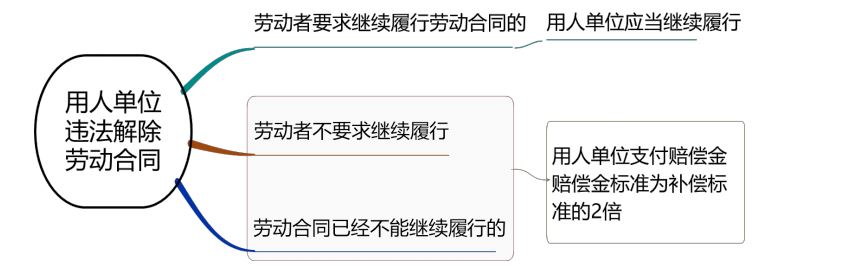 用人单位
违法解除
劳动合同
劳动者要求继续履行劳动合同的
用人单位应当继续履行
劳动者不要求继续履行
劳动合同已经不能继续履行的
用人单位支付赔偿金
赔偿金标准为补偿标
准的2倍